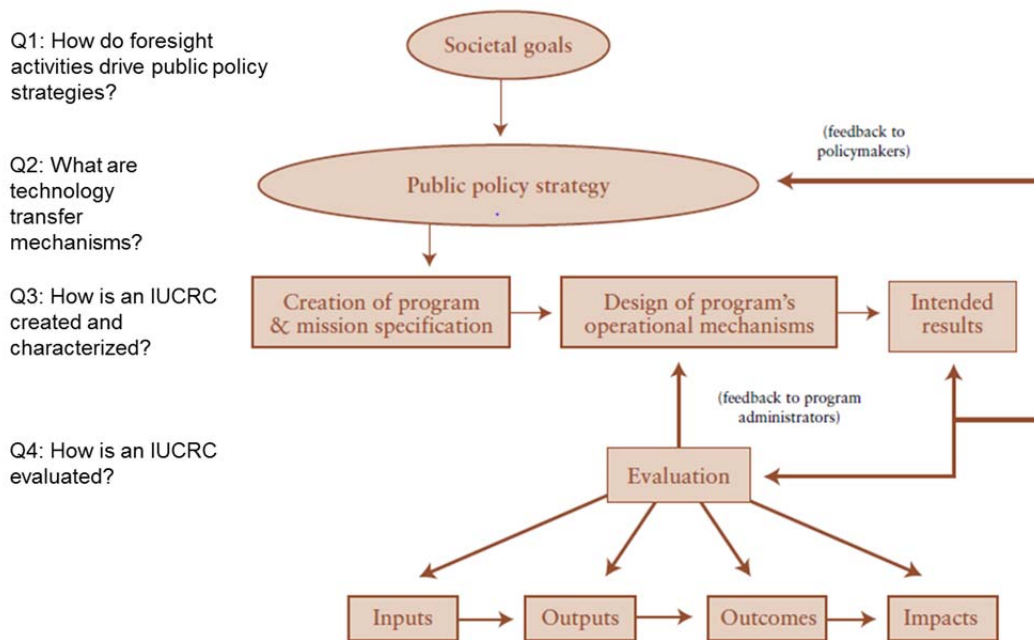 Q1: How do foresight
activities drive public policy
strategies?
Societal goals
(feedback to
policymakers)
Q2: What are
technology
transfer
mechanisms?
Public policy strategy
Q3: How is an IUCRC
created and
characterized?
Creation of program
& mission specification
Design of program's
operational mechanisms
Intended
results
(feedback to program
administrators)
Q4: How is an IUCRC
evaluated?
Evaluation
Inputs
Outputs
Outcomes
Impacts